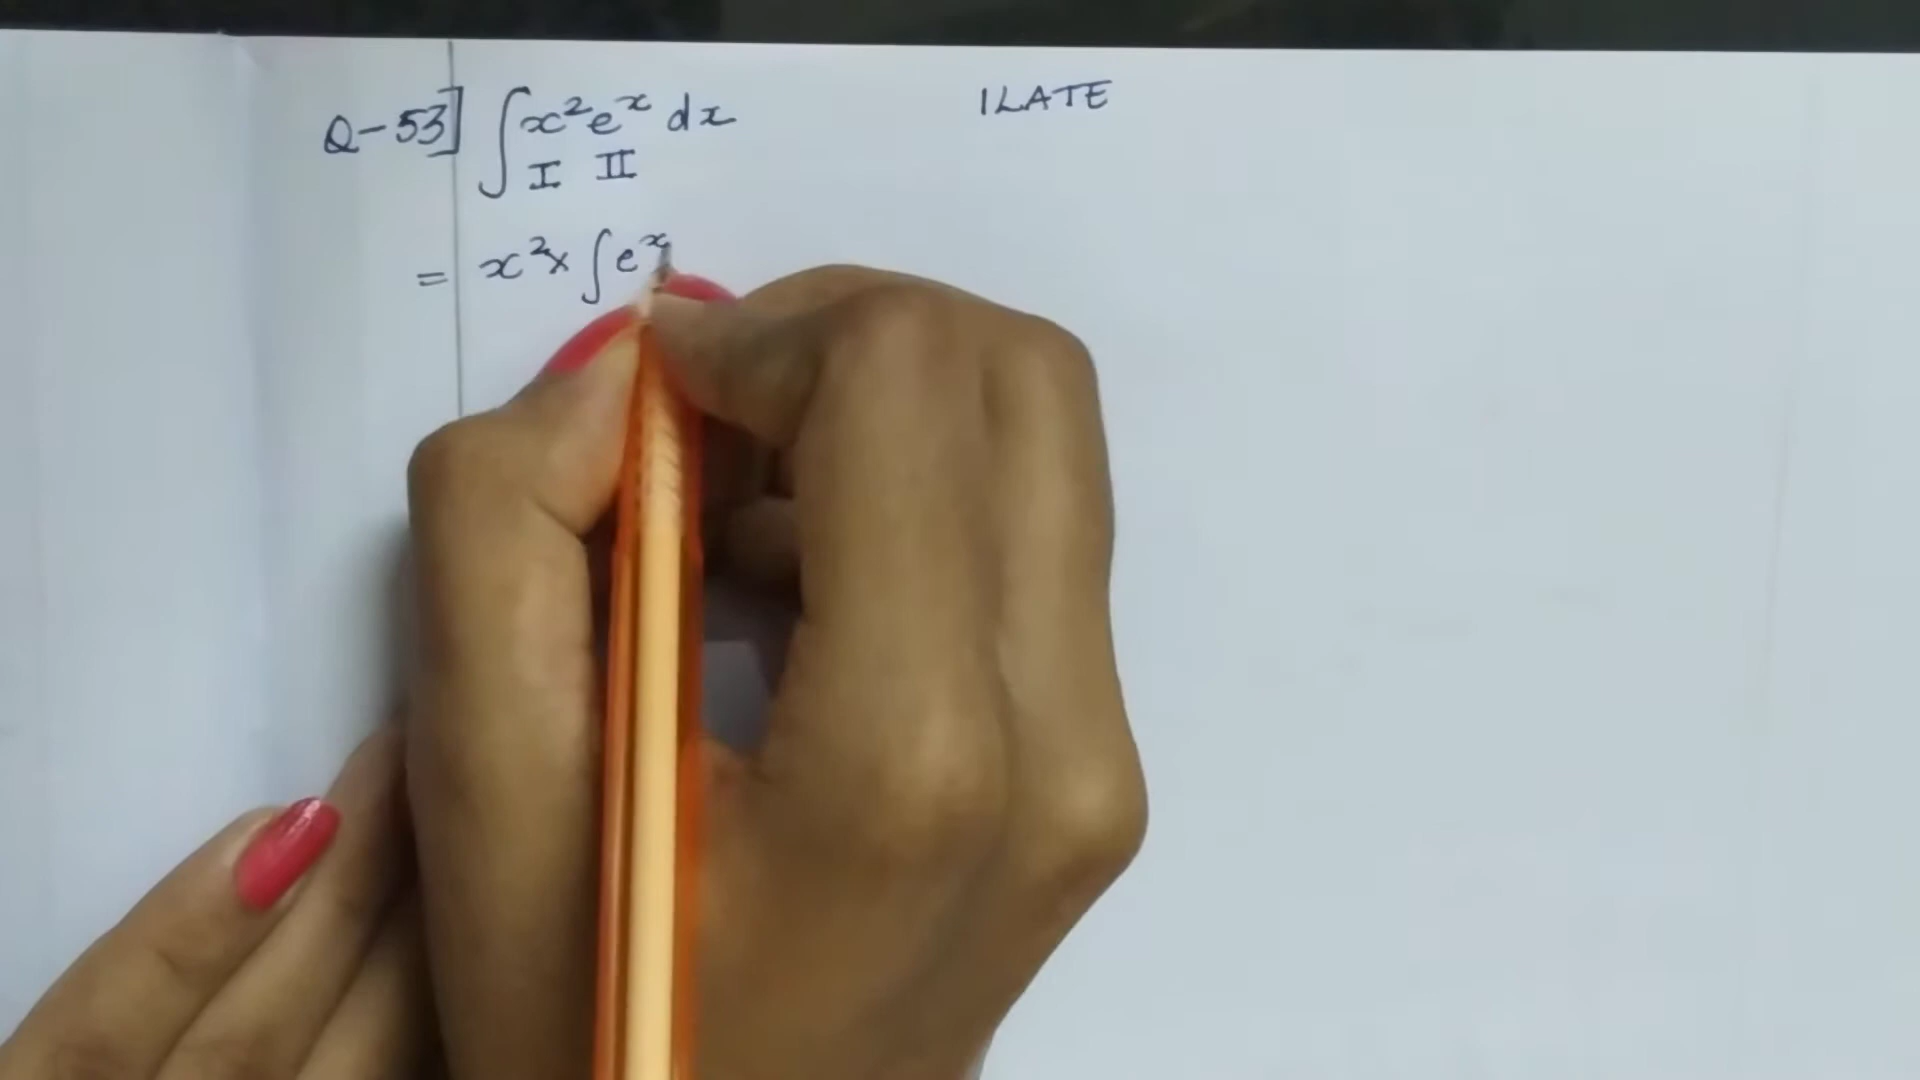 Q-53] ∫x²eˣ dx ILATE
I II
= x² × ∫eˣ